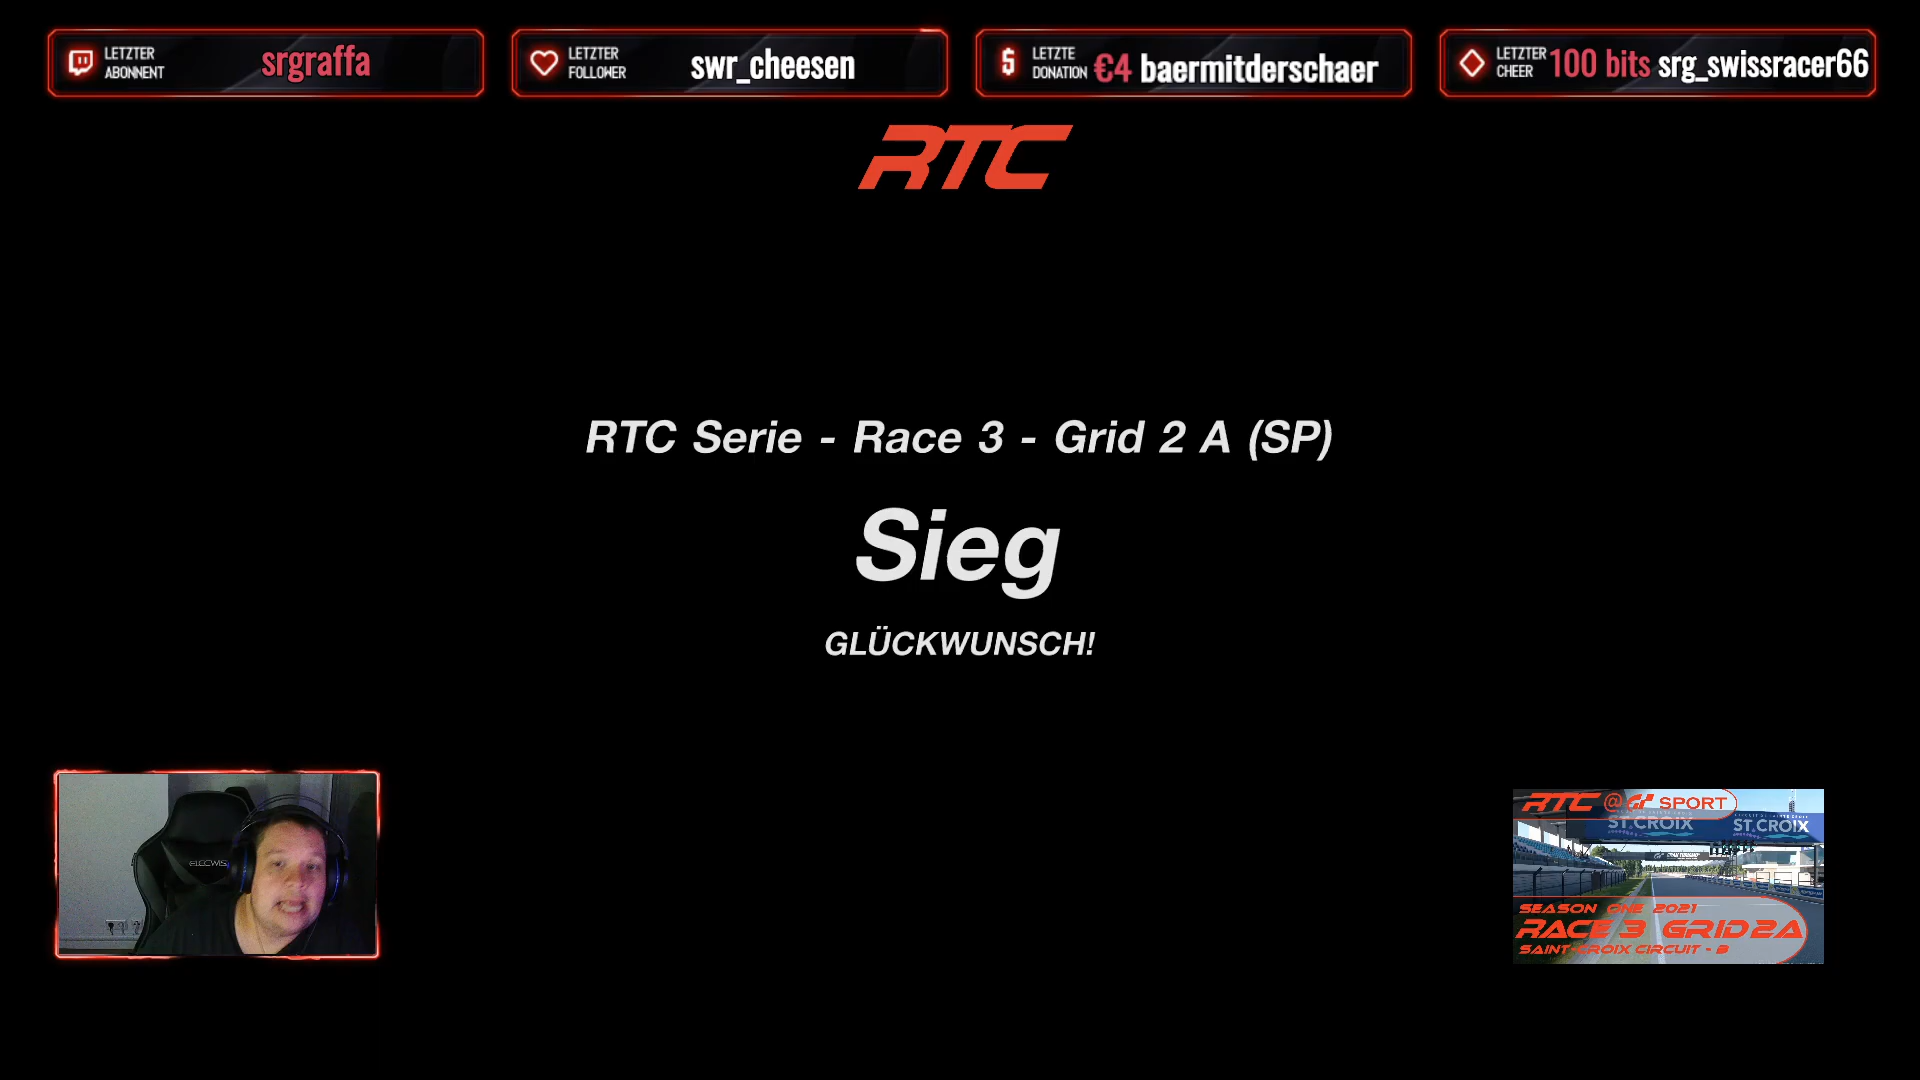 LETZTER
ABONNENT
srgraffa
LETZTER
FOLLOWER
swr_cheesen
LETZTE
DONATION
€4 baermitderschaer
LETZTER
CHEER
100 bits srg_swissracer66
RTC
RTC Serie - Race 3 - Grid 2 A (SP)
Sieg
GLÜCKWUNSCH!
RTC @ GT SPORT
ST.CROIX
ST.CROIX
SEASON ONE 2021
RACE 3 GRID 2A
SAINT-CROIX CIRCUIT - B